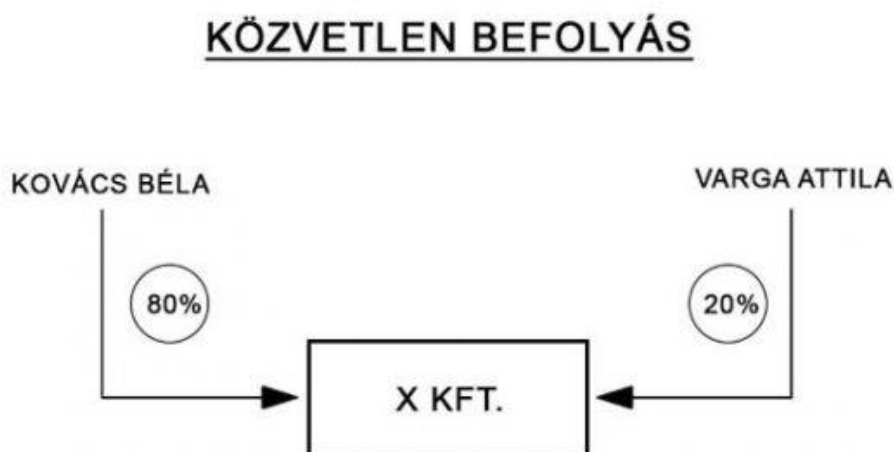 KÖZVETLEN BEFOLYÁS
KOVÁCS BÉLA
VARGA ATTILA
80%
20%
X KFT.